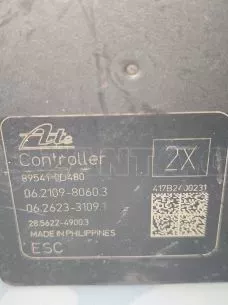 Ate
Controller
2X
89541-0D480
06.2109-8060.3
417B2400231
06.2623-3109.1
28.5622-4900.3
MADE IN PHILIPPINES
ESC